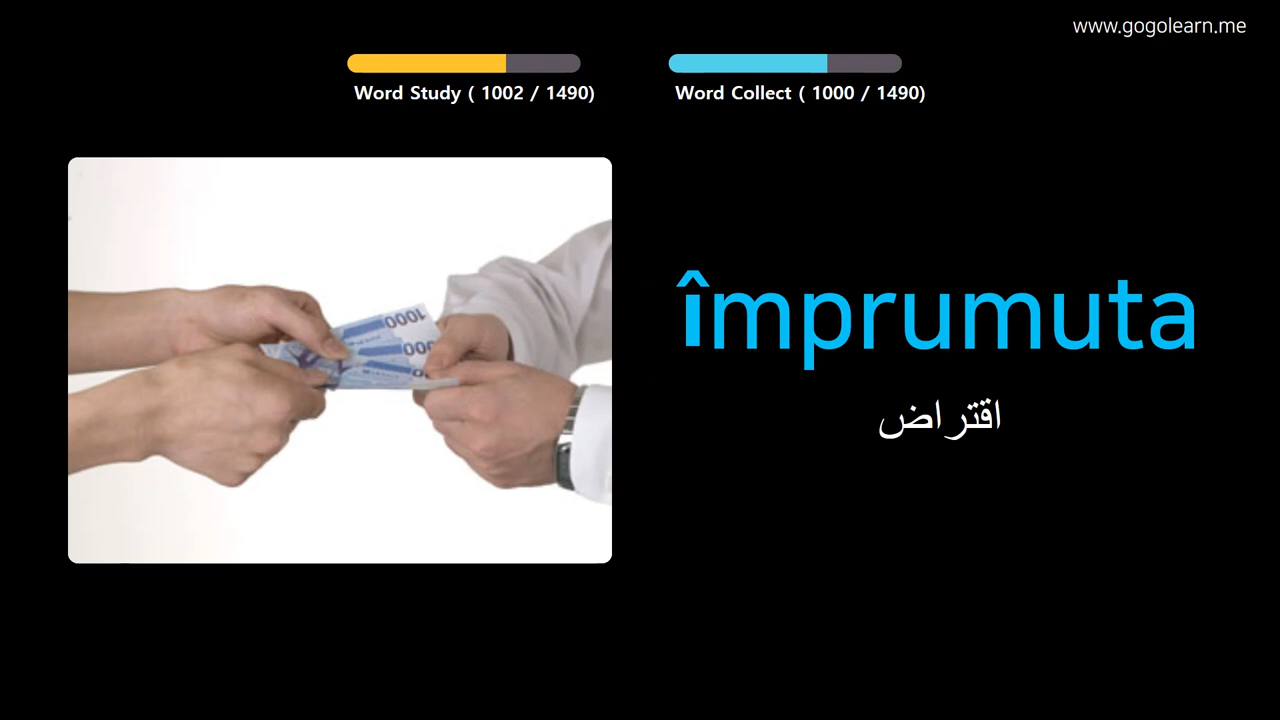 www.gogolearn.me
Word Study ( 1002 / 1490)
Word Collect ( 1000 / 1490)
1000
împrumuta
اقتراض